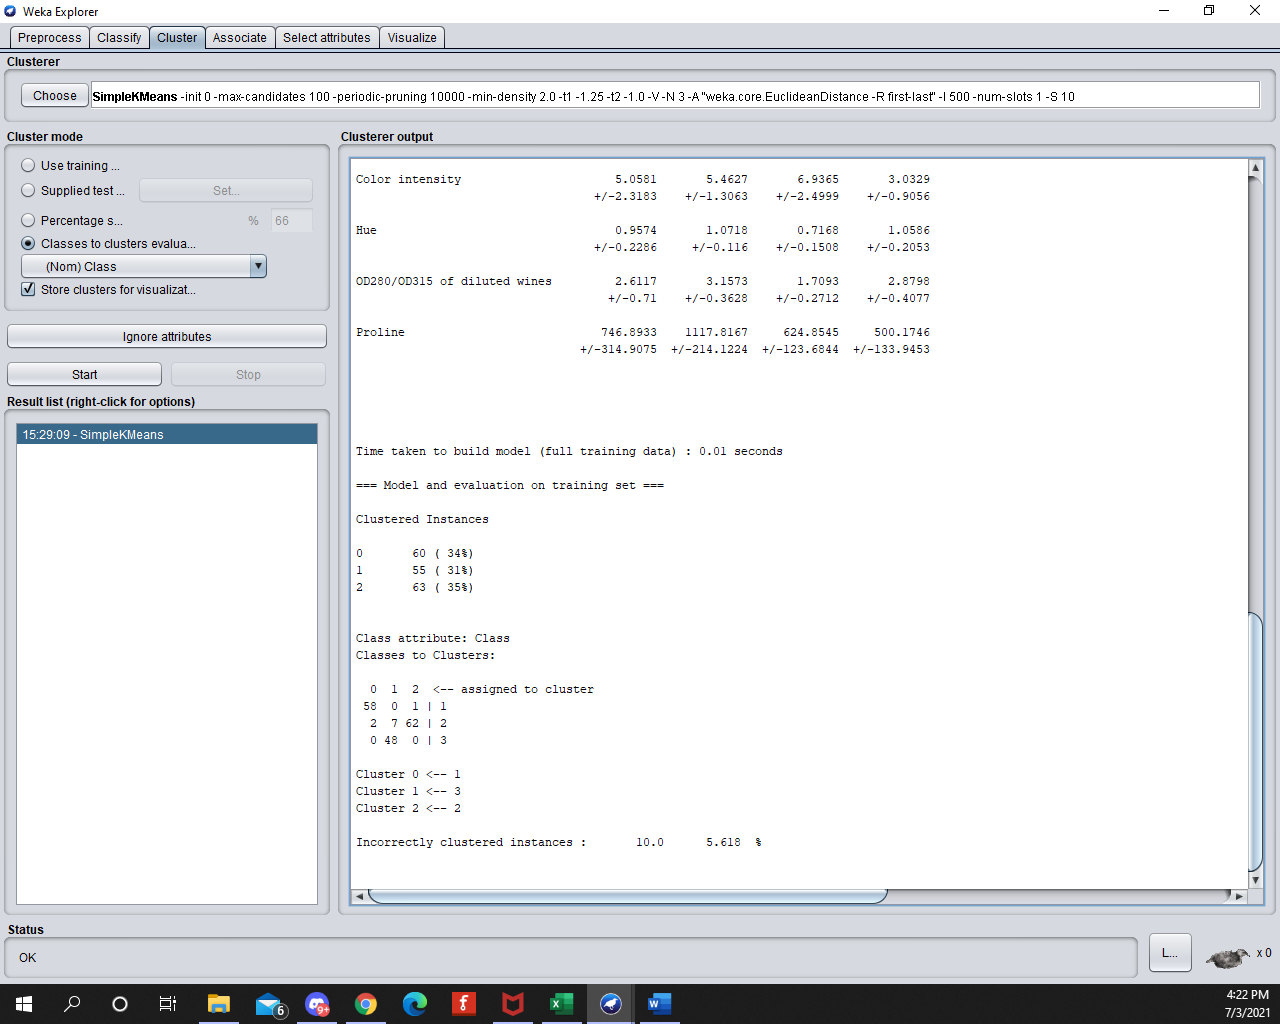 Weka Explorer
Preprocess Classify Cluster Associate Select attributes Visualize
Clusterer
Choose SimpleKMeans -init 0 -max-candidates 100 -periodic-pruning 10000 -min-density 2.0 -t1 -1.25 -t2 -1.0 -V -N 3 -A "weka.core.EuclideanDistance -R first-last" -I 500 -num-slots 1 -S 10
Cluster mode
Use training ...
Supplied test ... Set...
Percentage s... % 66
Classes to clusters evalua...
(Nom) Class
Store clusters for visualizat...
Ignore attributes
Start Stop
Result list (right-click for options)
15:29:09 - SimpleKMeans
Clusterer output
Color intensity 5.0581 5.4627 6.9365 3.0329
+/-2.3183 +/-1.3063 +/-2.4999 +/-0.9056
Hue 0.9574 1.0718 0.7168 1.0586
+/-0.2286 +/-0.116 +/-0.1508 +/-0.2053
OD280/OD315 of diluted wines 2.6117 3.1573 1.7093 2.8798
+/-0.71 +/-0.3628 +/-0.2712 +/-0.4077
Proline 746.8933 1117.8167 624.8545 500.1746
+/-314.9075 +/-214.1224 +/-123.6844 +/-133.9453
Time taken to build model (full training data) : 0.01 seconds
=== Model and evaluation on training set ===
Clustered Instances
0 60 ( 34%)
1 55 ( 31%)
2 63 ( 35%)
Class attribute: Class
Classes to Clusters:
0 1 2 <-- assigned to cluster
58 0 1 | 1
2 7 62 | 2
0 48 0 | 3
Cluster 0 <-- 1
Cluster 1 <-- 3
Cluster 2 <-- 2
Incorrectly clustered instances : 10.0 5.618 %
Status
OK
L...
x 0
6
9+
4:22 PM
7/3/2021